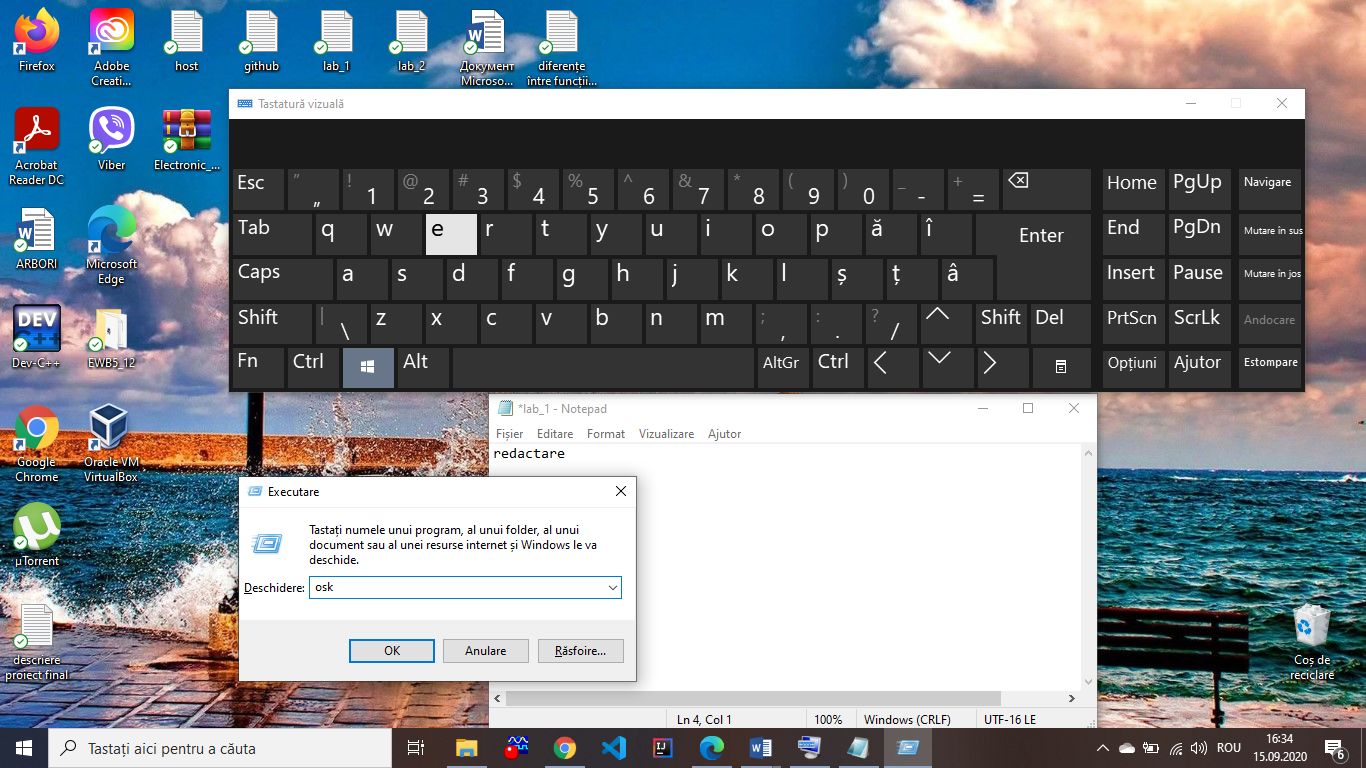 Firefox
Adobe
Creati...
host
github
lab_1
lab_2
Документ
Microso...
diferențe
între funcții...
Acrobat
Reader DC
Viber
Electronic_...
ARBORI
Microsoft
Edge
Dev-C++
EWB5_12
Google
Chrome
Oracle VM
VirtualBox
µTorrent
descriere
proiect final
Coș de
reciclare
Tastatură vizuală
Esc ” „ ! 1 @ 2 # 3 $ 4 % 5 ^ 6 & 7 * 8 ( 9 ) 0 _ - + = Home PgUp Navigare
Tab q w e r t y u i o p ă î Enter End PgDn Mutare în sus
Caps a s d f g h j k l ș ț â Insert Pause Mutare în jos
Shift | \ z x c v b n m ; , : . ? / Shift Del PrtScn ScrLk Andocare
Fn Ctrl Alt AltGr Ctrl Opțiuni Ajutor Estompare
*lab_1 - Notepad
Fișier Editare Format Vizualizare Ajutor
redactare
Ln 4, Col 1 100% Windows (CRLF) UTF-16 LE
Executare
Tastați numele unui program, al unui folder, al unui
document sau al unei resurse internet și Windows le va
deschide.
Deschidere: osk
OK Anulare Răsfoire...
Tastați aici pentru a căuta
ROU
16:34
15.09.2020
6